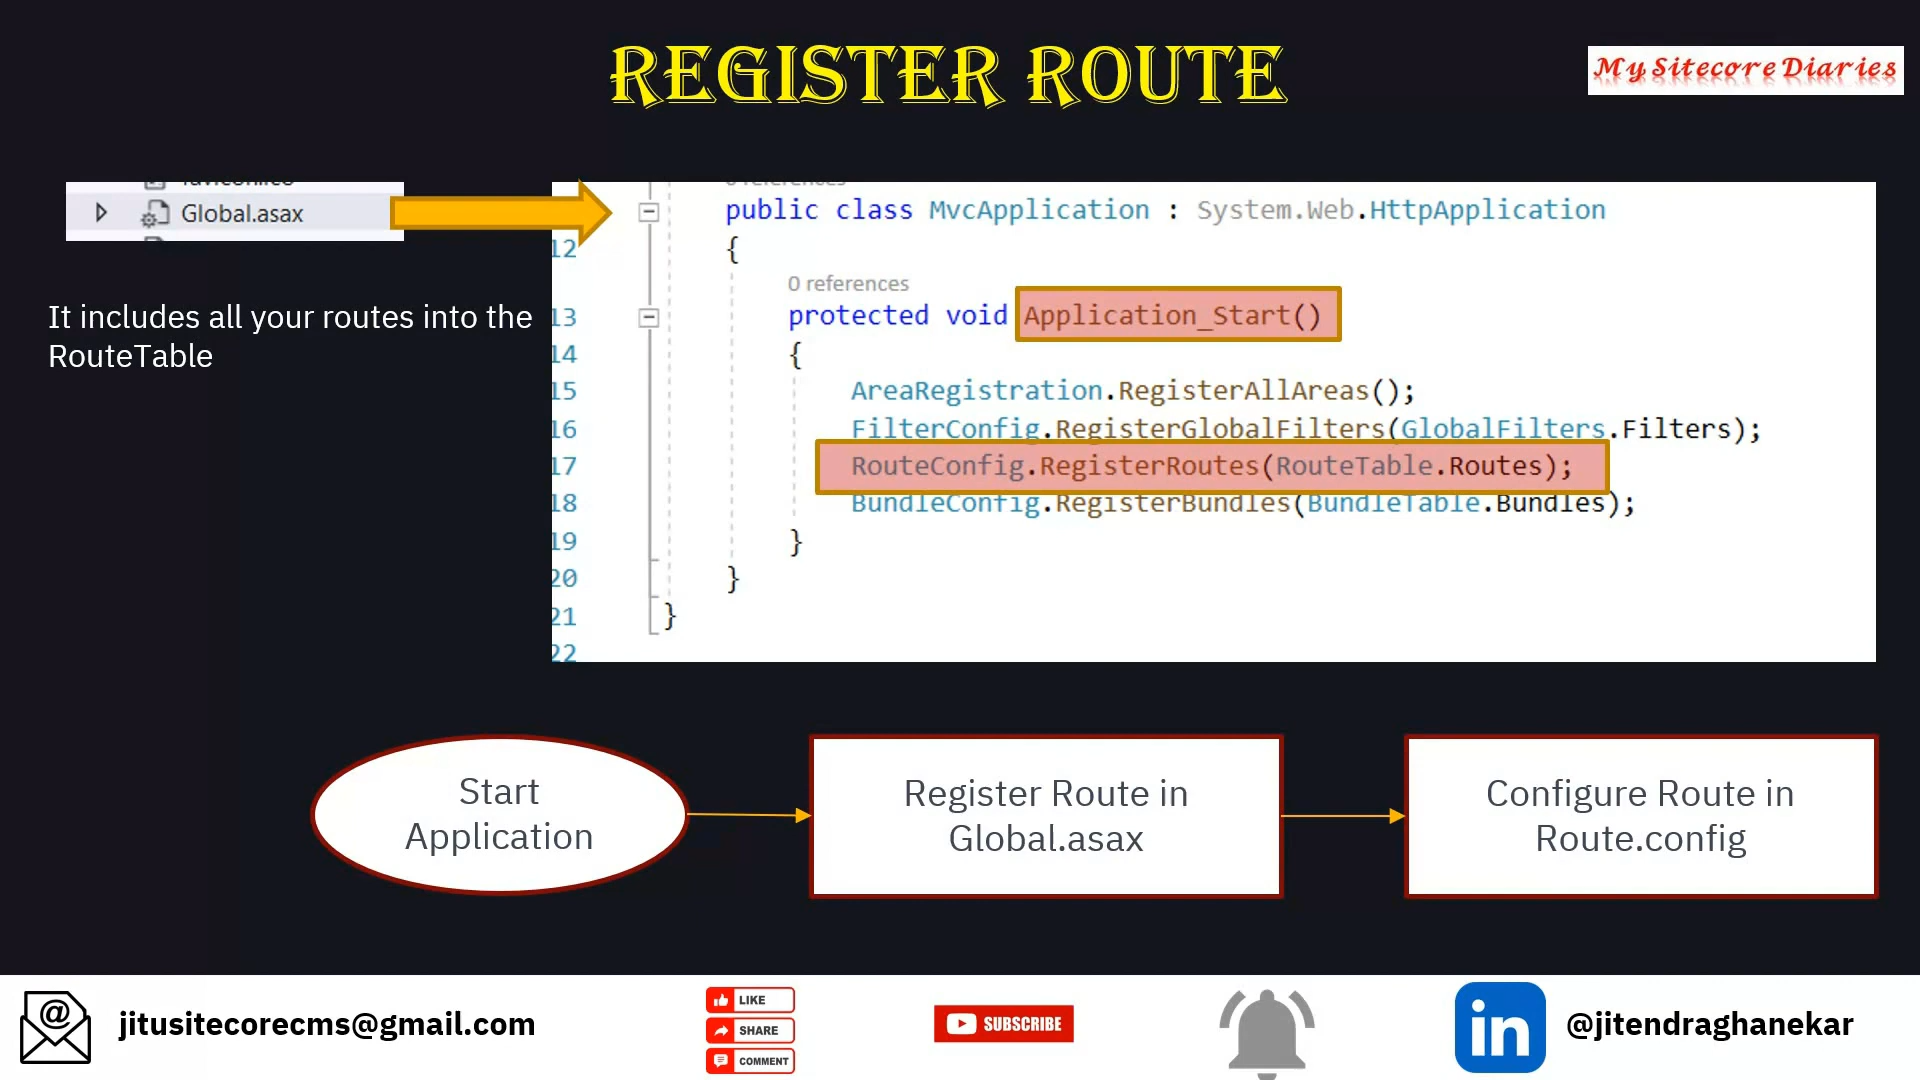 REGISTER ROUTE
My Sitecore Diaries
Global.asax
It includes all your routes into the
RouteTable
public class MvcApplication : System.Web.HttpApplication
12 {
0 references
13 protected void Application_Start()
14 {
15 AreaRegistration.RegisterAllAreas();
16 FilterConfig.RegisterGlobalFilters(GlobalFilters.Filters);
17 RouteConfig.RegisterRoutes(RouteTable.Routes);
18 BundleConfig.RegisterBundles(BundleTable.Bundles);
19 }
20 }
21 }
22
Start
Application
Register Route in
Global.asax
Configure Route in
Route.config
jitusitecorecms@gmail.com
LIKE
SHARE
COMMENT
SUBSCRIBE
in
@jitendraghanekar